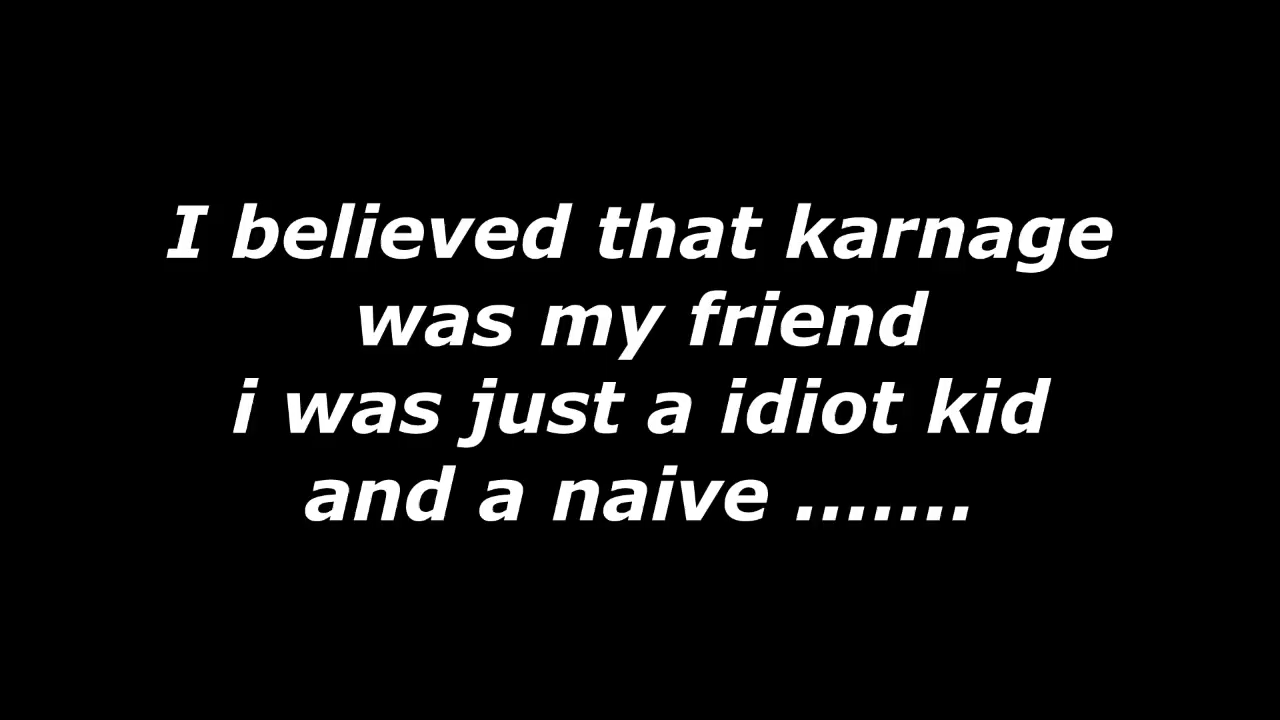 I believed that karnage
was my friend
i was just a idiot kid
and a naive .......